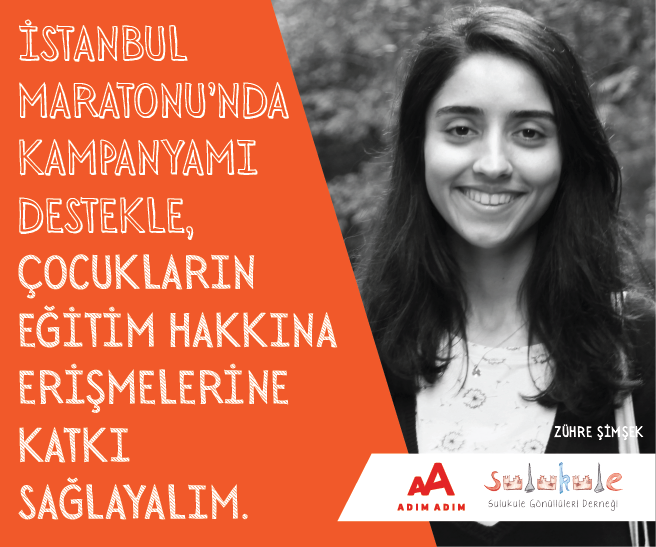 İSTANBUL
MARATONU'NDA
KAMPANYAMI
DESTEKLE,
ÇOCUKLARIN
EĞİTİM HAKKINA
ERİŞMELERİNE
KATKI
SAĞLAYALIM.
ZÜHRE ŞİMŞEK
AA
ADIM ADIM
Sulukule
Sulukule Gönüllüleri Derneği